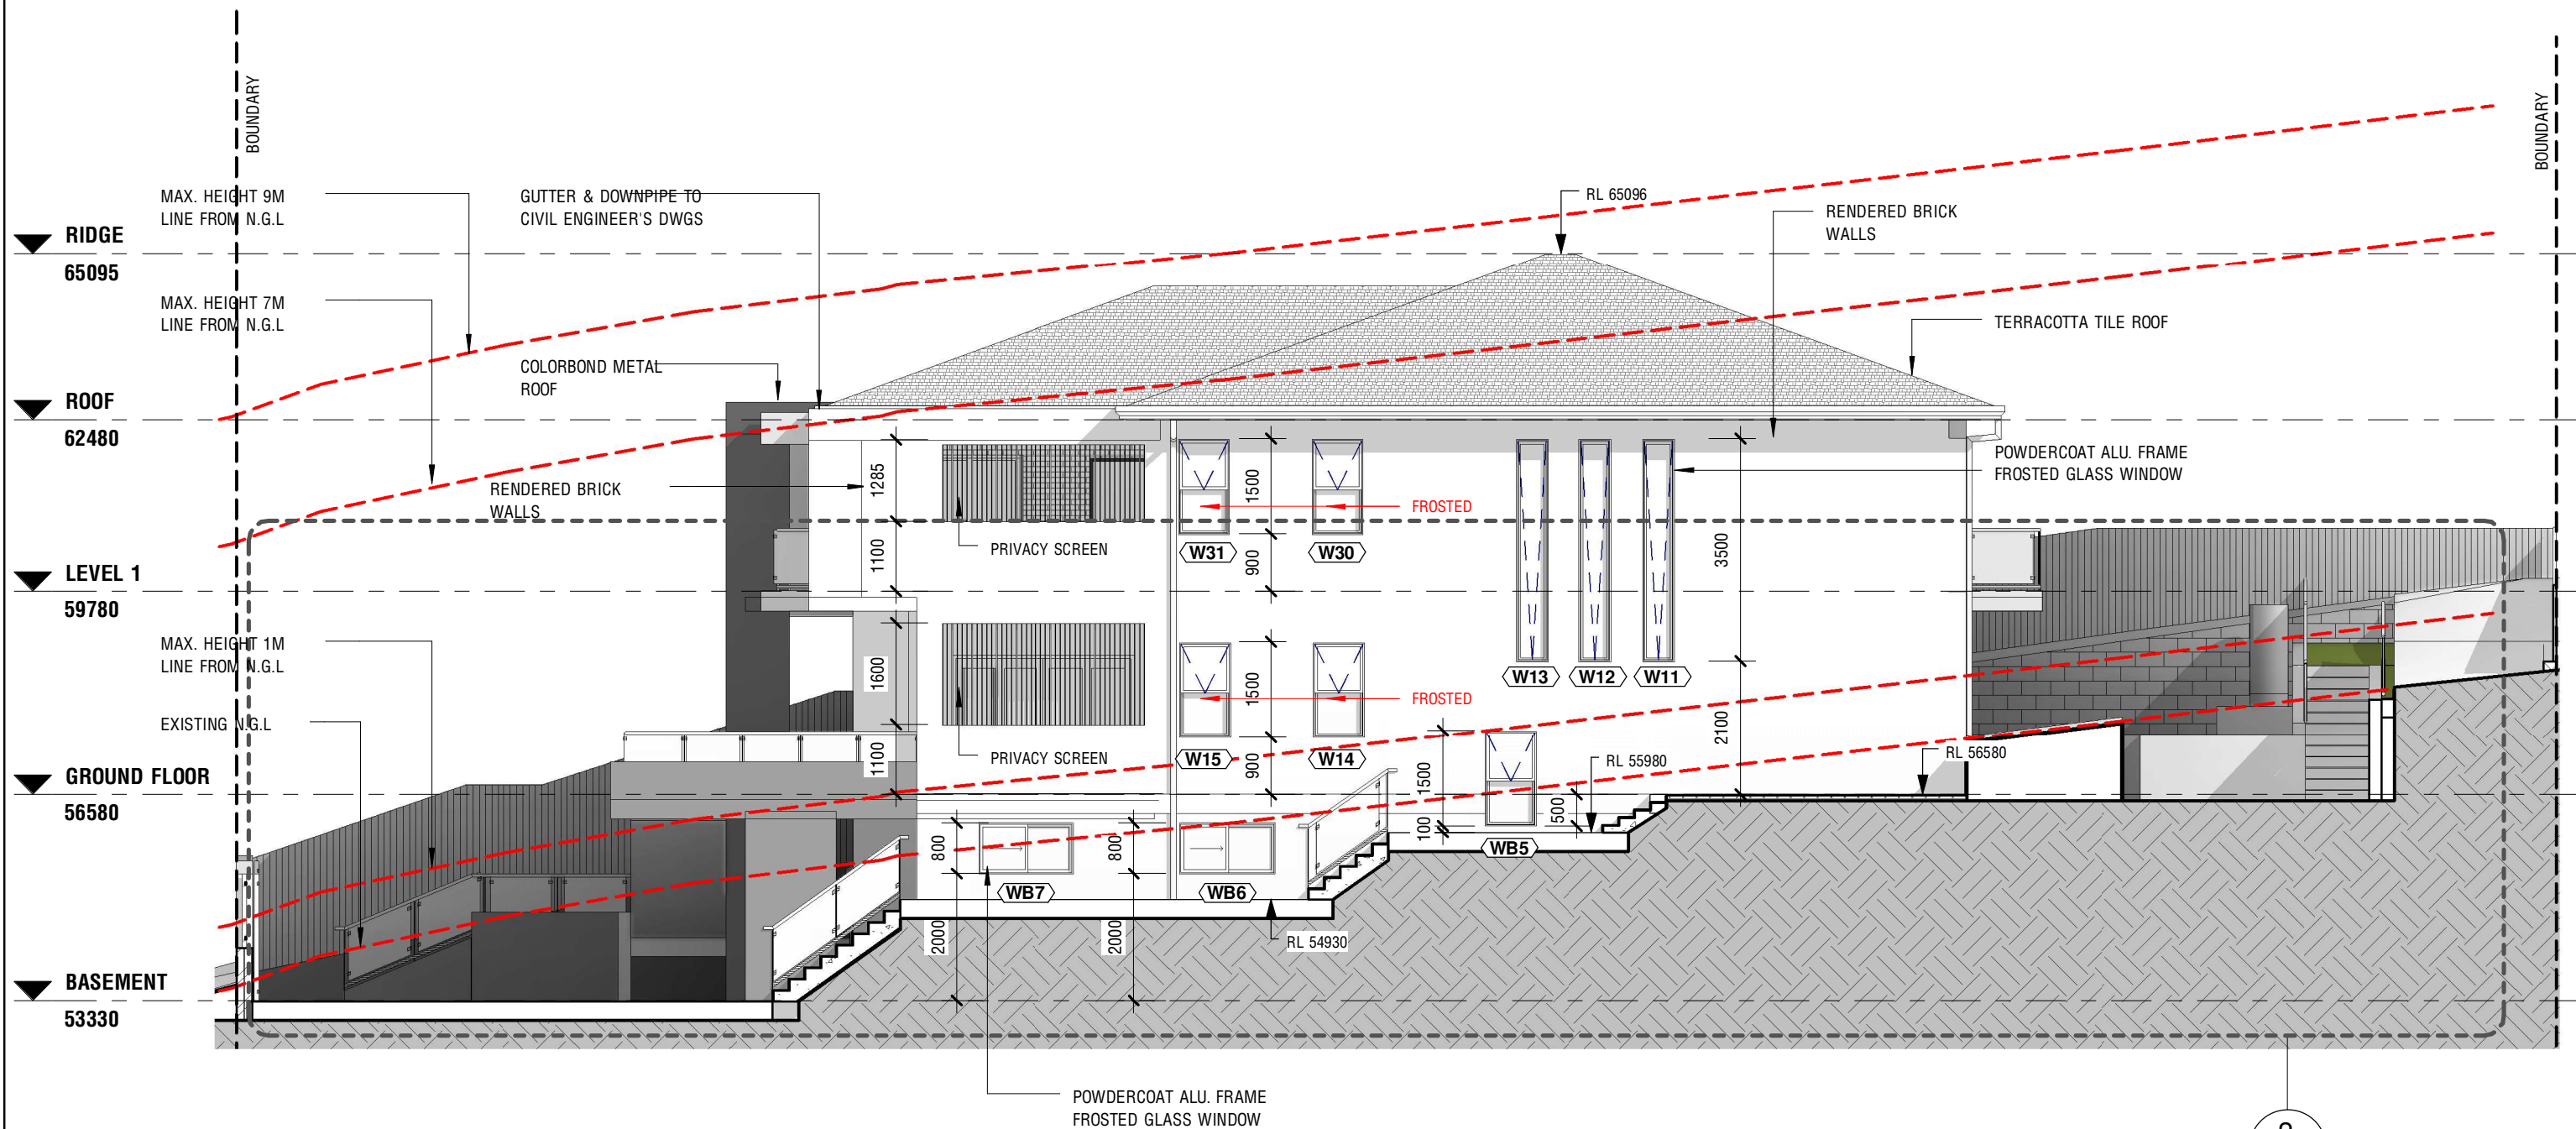 BOUNDARY
BOUNDARY
MAX. HEIGHT 9M
LINE FROM N.G.L
GUTTER & DOWNPIPE TO
CIVIL ENGINEER'S DWGS
RL 65096
RENDERED BRICK
WALLS
RIDGE
65095
MAX. HEIGHT 7M
LINE FROM N.G.L
TERRACOTTA TILE ROOF
COLORBOND METAL
ROOF
ROOF
62480
POWDERCOAT ALU. FRAME
FROSTED GLASS WINDOW
RENDERED BRICK
WALLS
1285
1500
FROSTED
PRIVACY SCREEN
W31
W30
1100
900
3500
LEVEL 1
59780
MAX. HEIGHT 1M
LINE FROM N.G.L
1600
1500
FROSTED
W13
W12
W11
EXISTING N.G.L
PRIVACY SCREEN
W15
W14
1100
900
2100
RL 55980
RL 56580
GROUND FLOOR
56580
1500
500
100
800
800
WB5
WB7
WB6
2000
2000
RL 54930
BASEMENT
53330
POWDERCOAT ALU. FRAME
FROSTED GLASS WINDOW